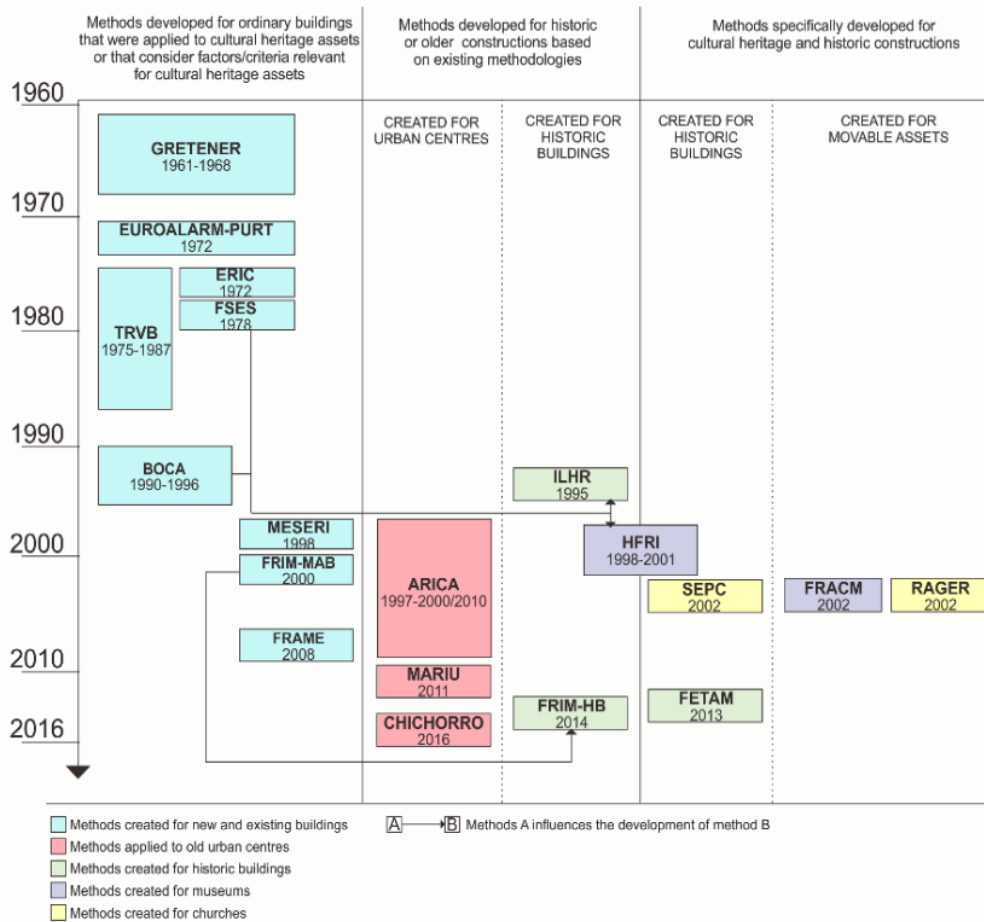 Methods developed for ordinary buildings
that were applied to cultural heritage assets
or that consider factors/criteria relevant
for cultural heritage assets
Methods developed for historic
or older constructions based
on existing methodologies
Methods specifically developed for
cultural heritage and historic constructions
1960
CREATED FOR
URBAN CENTRES
CREATED FOR
HISTORIC
BUILDINGS
CREATED FOR
HISTORIC
BUILDINGS
CREATED FOR
MOVABLE ASSETS
GRETENER
1961-1968
1970
EUROALARM-PURT
1972
ERIC
1972
FSES
1978
1980
TRVB
1975-1987
1990
BOCA
1990-1996
ILHR
1995
MESERI
1998
2000
HFRI
1998-2001
FRIM-MAB
2000
ARICA
1997-2000/2010
SEPC
2002
FRACM
2002
RAGER
2002
FRAME
2008
2010
MARIU
2011
FRIM-HB
2014
FETAM
2013
CHICHORRO
2016
2016
Methods created for new and existing buildings
A B Methods A influences the development of method B
Methods applied to old urban centres
Methods created for historic buildings
Methods created for museums
Methods created for churches